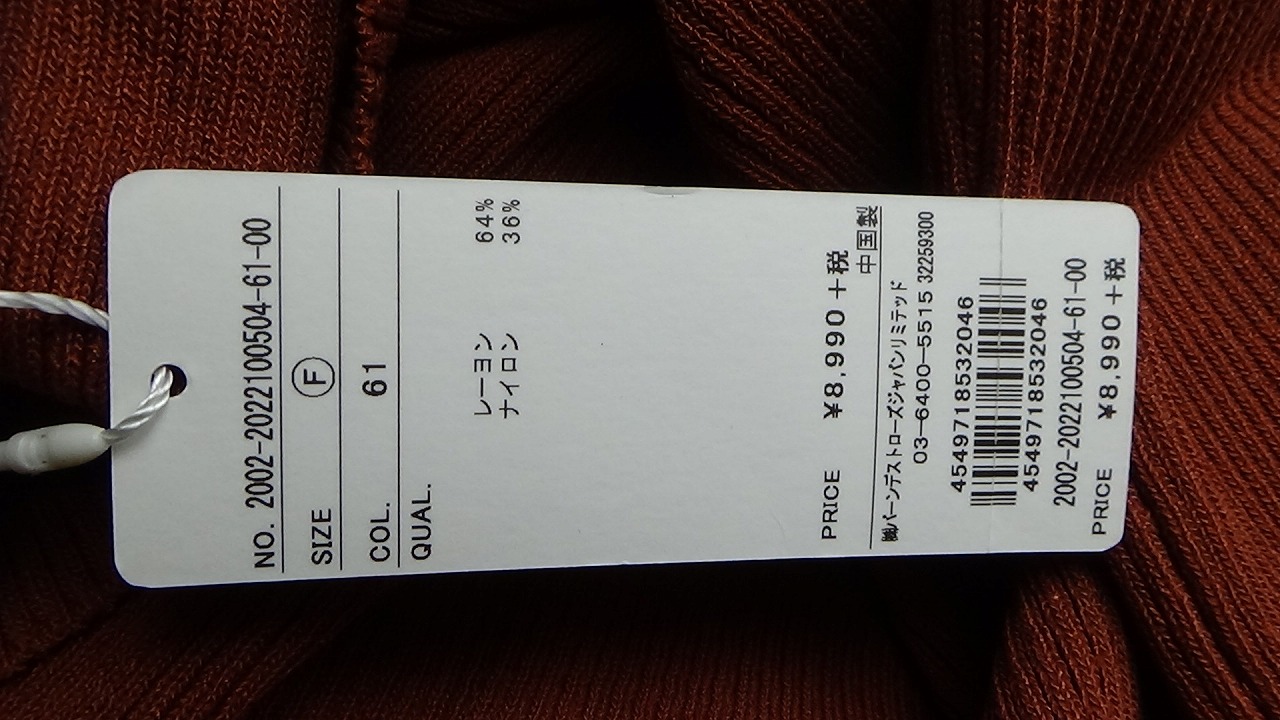 NO. 2002-2022100504-61-00
SIZE Ⓕ
COL. 61
QUAL.
レーヨン 64%
ナイロン 36%
PRICE ¥8,990+税
中国製
㈱バーンデストローズジャパンリミテッド
03-6400-5515 32259300
4549718532046
4549718532046
2002-2022100504-61-00
PRICE ¥8,990+税